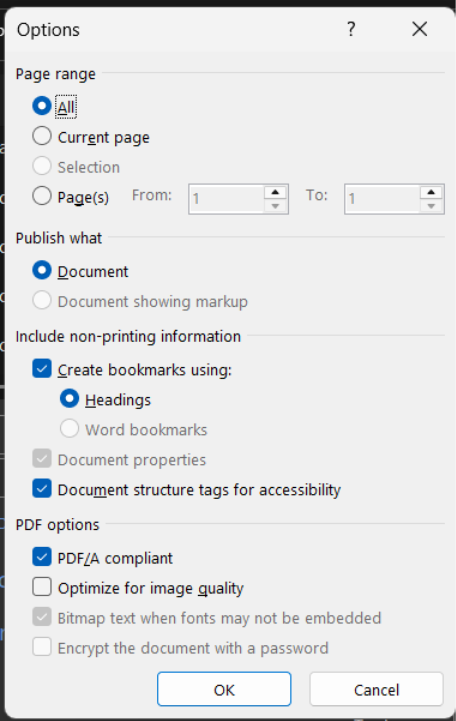 Options ? 
Page range
All
Current page
Selection
Page(s) From: 1 To: 1
Publish what
Document
Document showing markup
Include non-printing information
Create bookmarks using:
Headings
Word bookmarks
Document properties
Document structure tags for accessibility
PDF options
PDF/A compliant
Optimize for image quality
Bitmap text when fonts may not be embedded
Encrypt the document with a password
OK Cancel